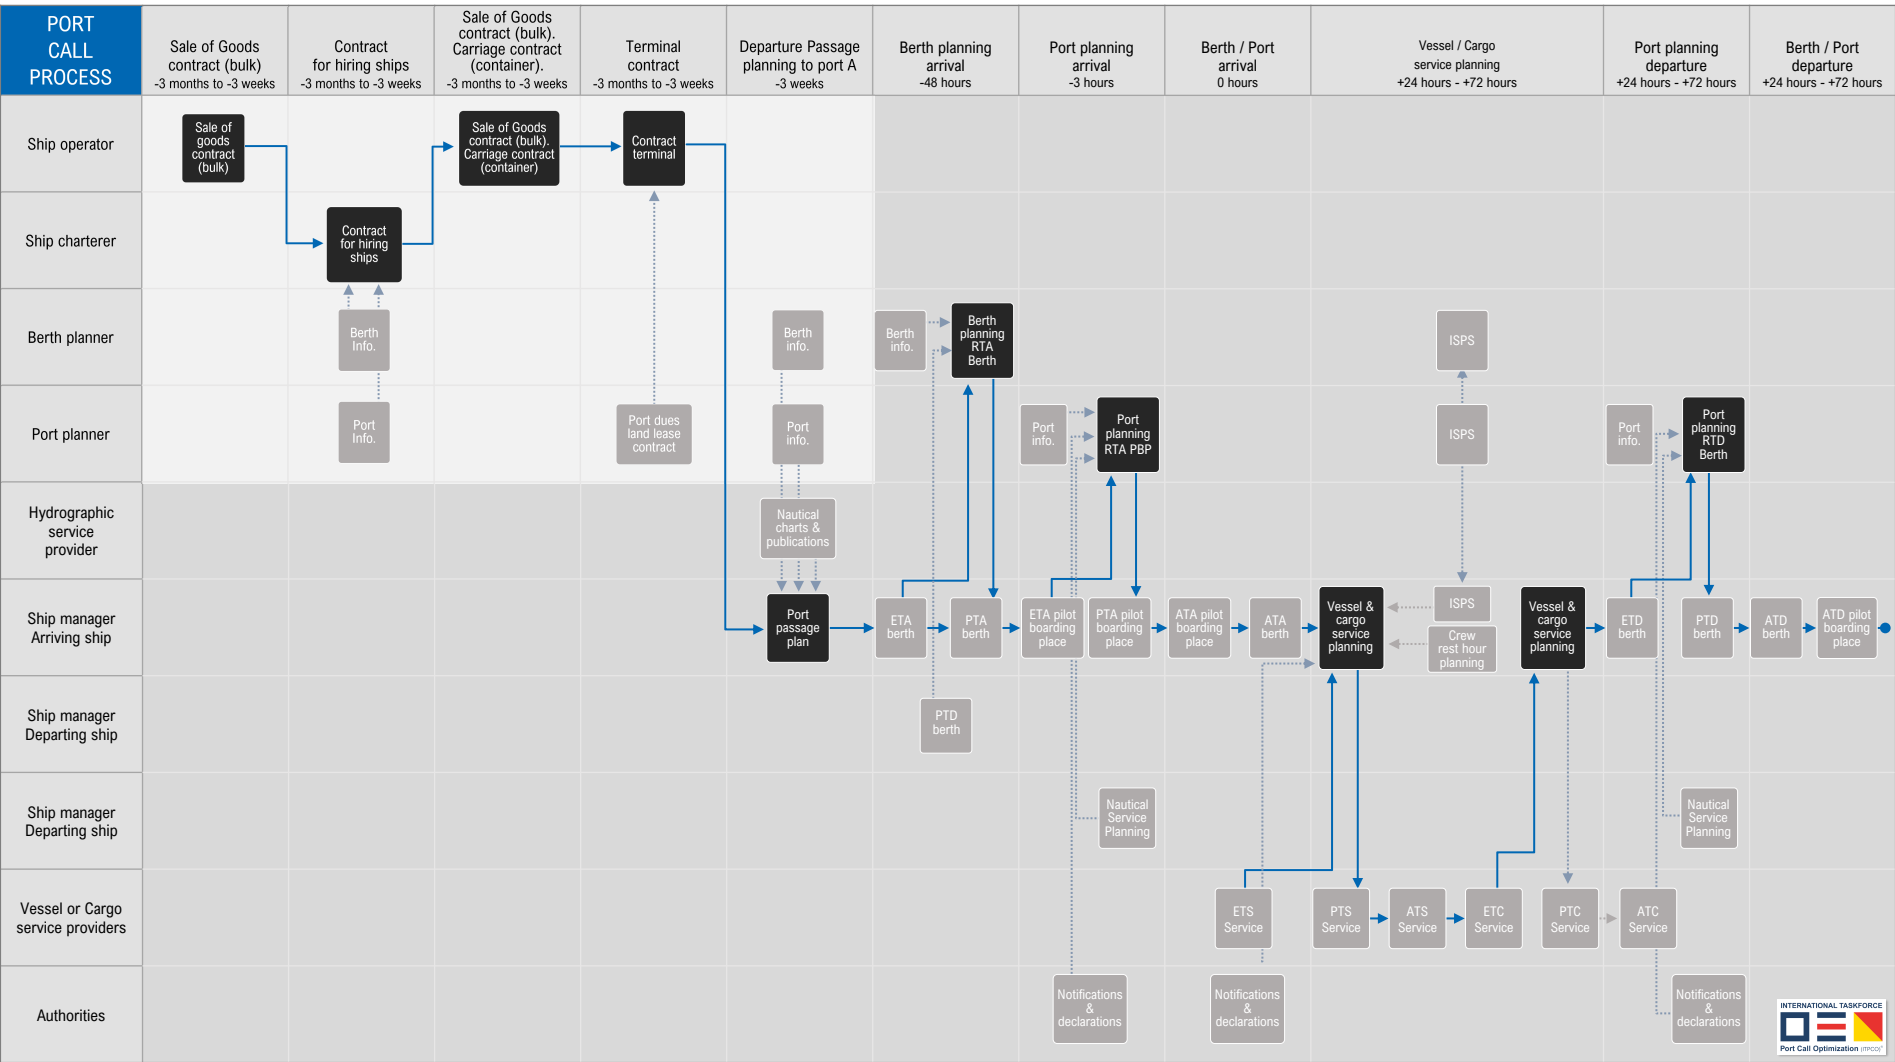 PORT
CALL
PROCESS
Sale of Goods
contract (bulk)
-3 months to -3 weeks
Contract
for hiring ships
-3 months to -3 weeks
Sale of Goods
contract (bulk).
Carriage contract
(container).
-3 months to -3 weeks
Terminal
contract
-3 months to -3 weeks
Departure Passage
planning to port A
-3 weeks
Berth planning
arrival
-48 hours
Port planning
arrival
-3 hours
Berth / Port
arrival
0 hours
Vessel / Cargo
service planning
+24 hours - +72 hours
Port planning
departure
+24 hours - +72 hours
Berth / Port
departure
+24 hours - +72 hours
Ship operator
Sale of
goods
contract
(bulk)
Sale of Goods
contract (bulk).
Carriage contract
(container)
Contract
terminal
Ship charterer
Contract
for hiring
ships
Berth planner
Berth
Info.
Berth
info.
Berth
info.
Berth
planning
RTA
Berth
ISPS
Port planner
Port
Info.
Port dues
land lease
contract
Port
info.
Port
info.
Port
planning
RTA PBP
ISPS
Port
info.
Port
planning
RTD
Berth
Hydrographic
service
provider
Nautical
charts &
publications
Ship manager
Arriving ship
Port
passage
plan
ETA
berth
PTA
berth
ETA pilot
boarding
place
PTA pilot
boarding
place
ATA pilot
boarding
place
ATA
berth
Vessel &
cargo
service
planning
ISPS
Crew
rest hour
planning
Vessel &
cargo
service
planning
ETD
berth
PTD
berth
ATD
berth
ATD pilot
boarding
place
Ship manager
Departing ship
PTD
berth
Ship manager
Departing ship
Nautical
Service
Planning
Nautical
Service
Planning
Vessel or Cargo
service providers
ETS
Service
PTS
Service
ATS
Service
ETC
Service
PTC
Service
ATC
Service
Authorities
Notifications
&
declarations
Notifications
&
declarations
Notifications
&
declarations
INTERNATIONAL TASKFORCE
Port Call Optimization (ITPCO)